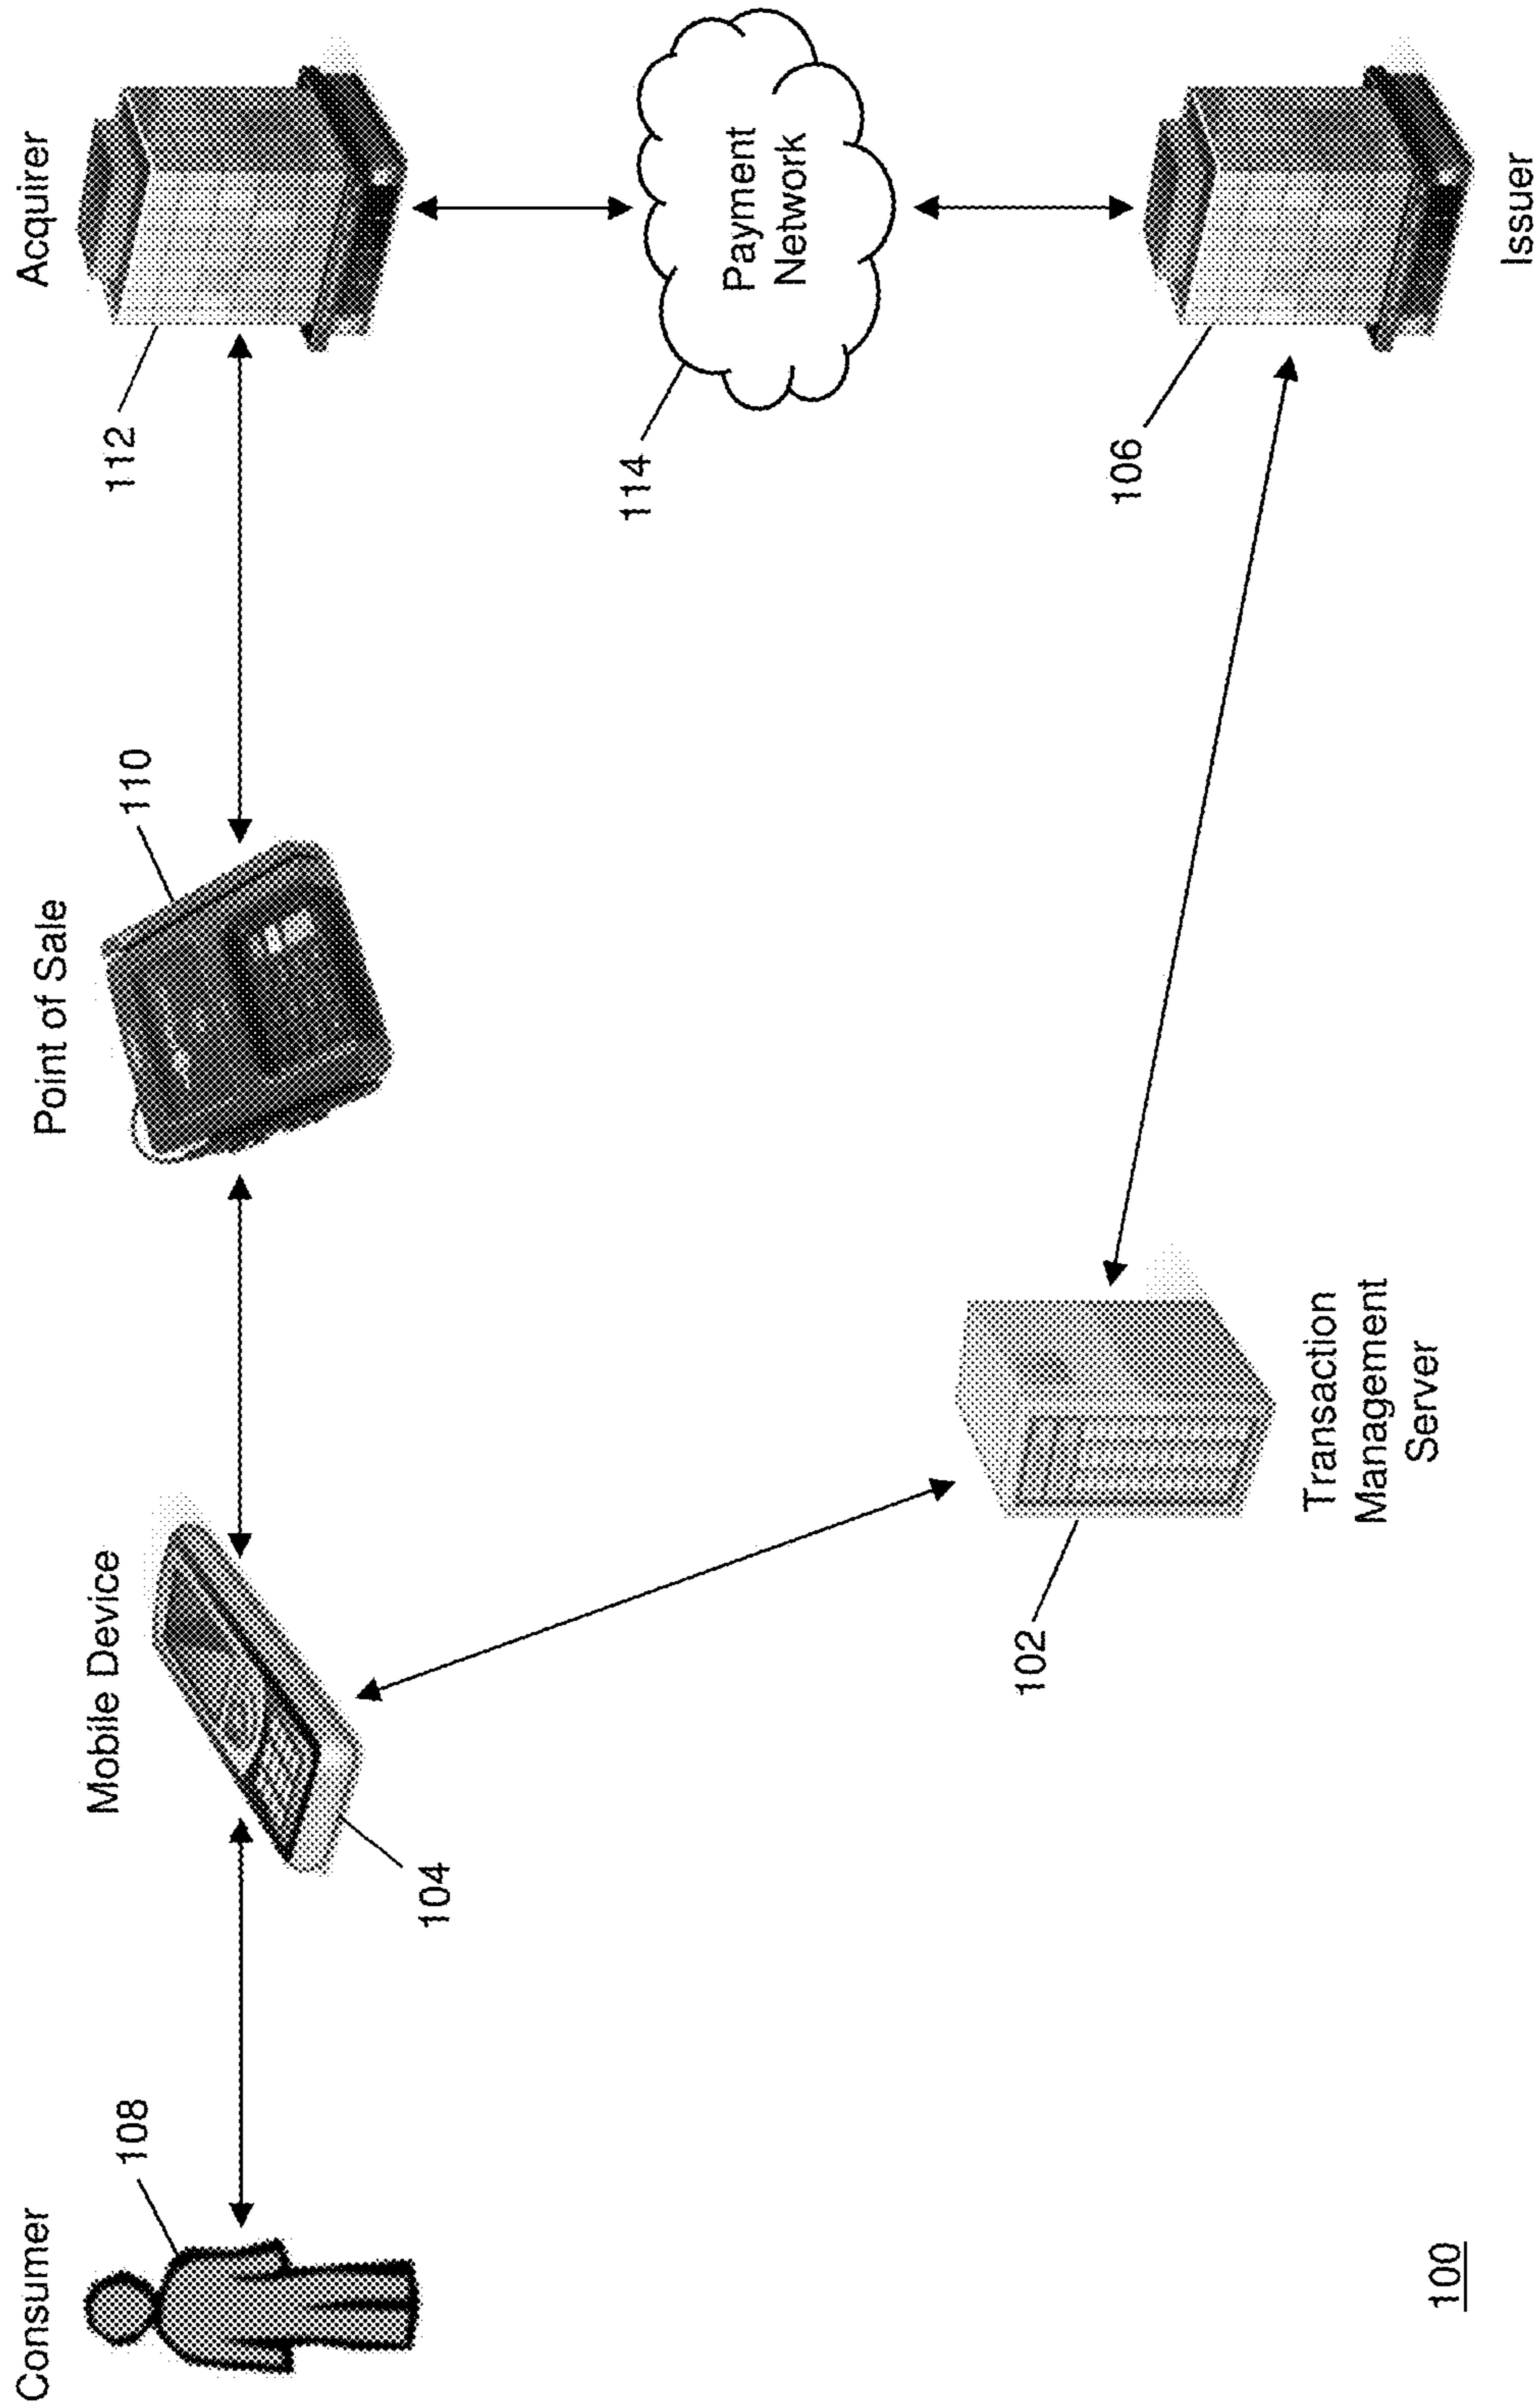 Consumer
108
Mobile Device
104
Point of Sale
110
Acquirer
112
Payment
Network
114
106
Issuer
102
Transaction
Management
Server
100